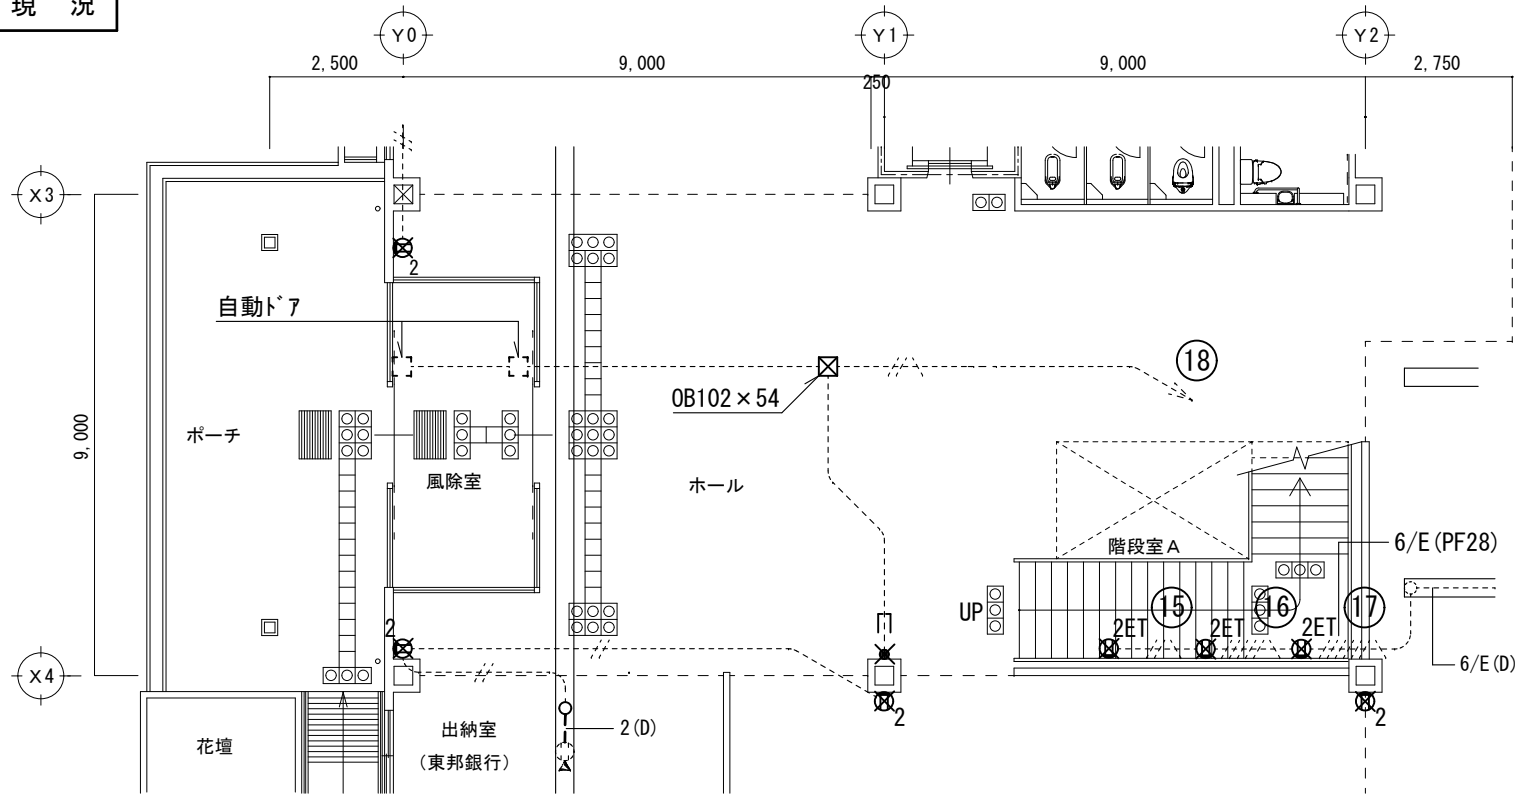 現 況
Y0
Y1
Y2
2,500
9,000
9,000
2,750
250
X3
2
自動ドア
18
OB102×54
9,000
ポーチ
風除室
ホール
階段室A
6/E(PF28)
UP
15
16
17
2ET
2ET
2ET
2
X4
6/E(D)
2
2
出納室
2(D)
花壇
(東邦銀行)
A